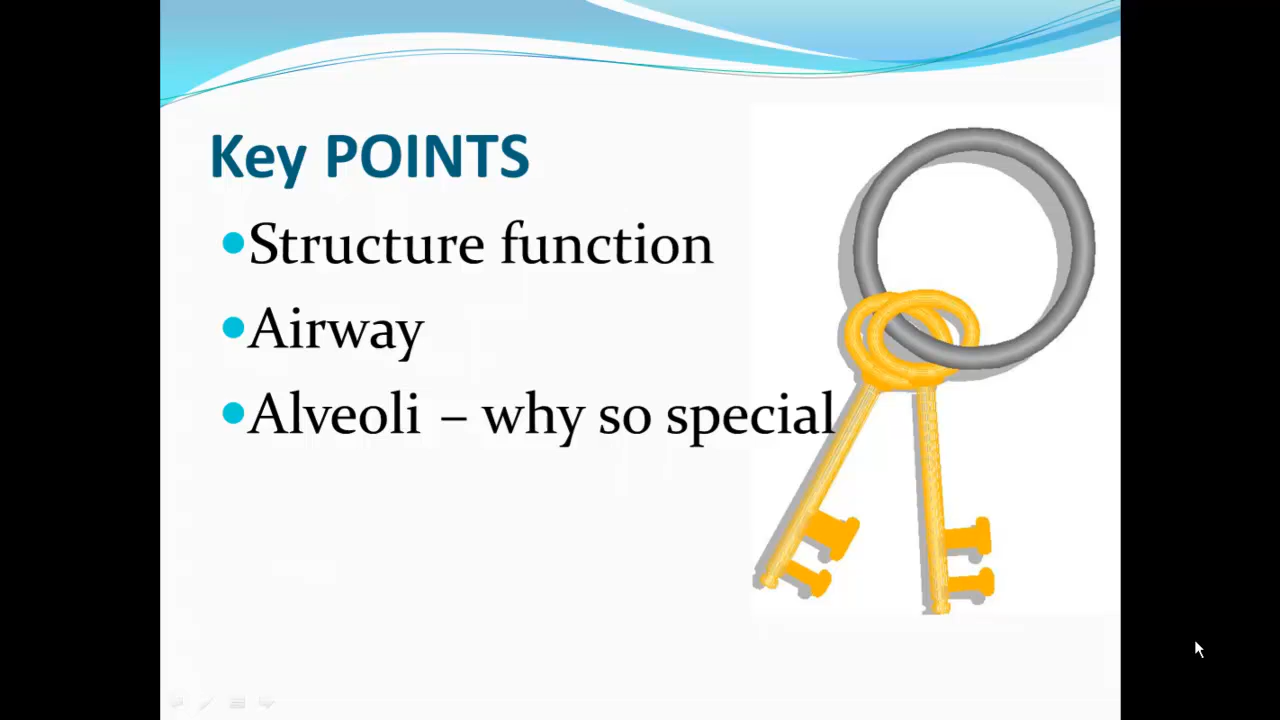 Key POINTS
•Structure function
•Airway
•Alveoli – why so special